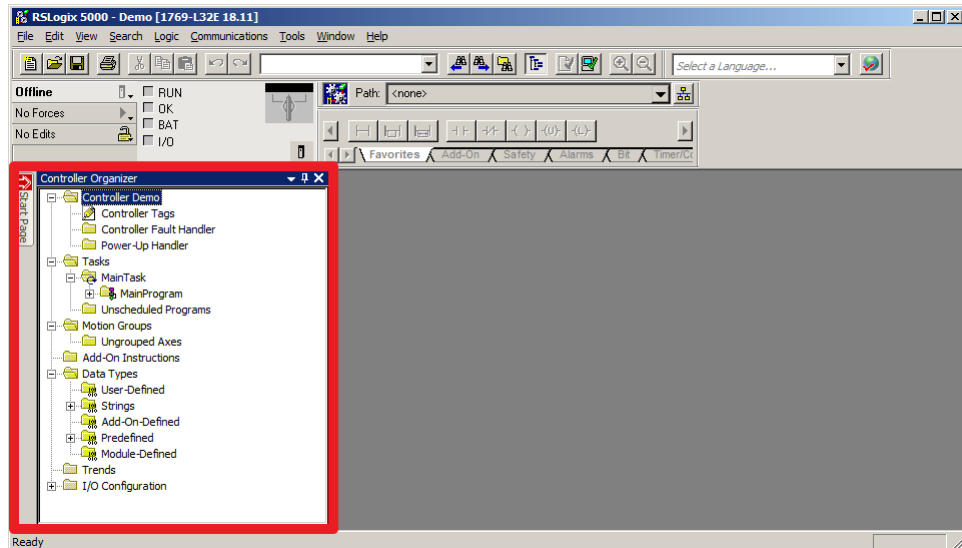 RSLogix 5000 - Demo [1769-L32E 18.11]
File Edit View Search Logic Communications Tools Window Help
Select a Language...
Offline
RUN
No Forces
OK
No Edits
BAT
I/O
Path: <none>
Favorites Add-On Safety Alarms Bit Timer/Co
Start Page
Controller Organizer
Controller Demo
Controller Tags
Controller Fault Handler
Power-Up Handler
Tasks
MainTask
MainProgram
Unscheduled Programs
Motion Groups
Ungrouped Axes
Add-On Instructions
Data Types
User-Defined
Strings
Add-On-Defined
Predefined
Module-Defined
Trends
I/O Configuration
Ready